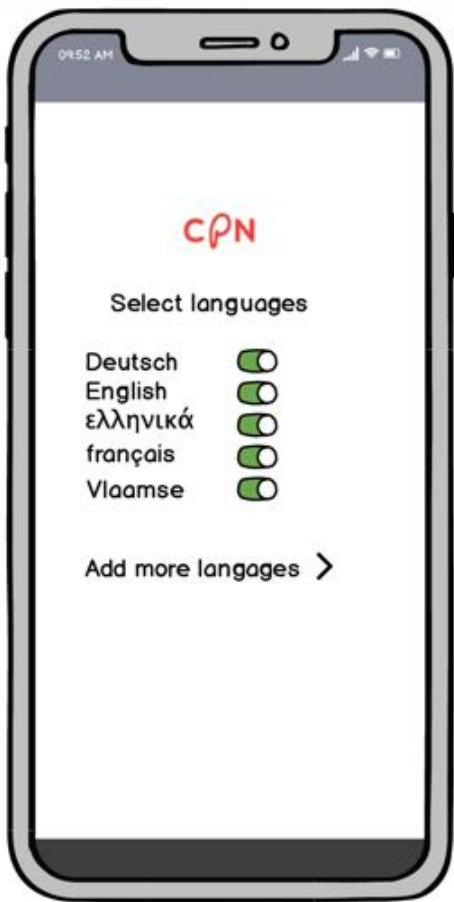 09:52 AM
CPN
Select languages
Deutsch
English
ελληνικά
français
Vlaamse
Add more langages